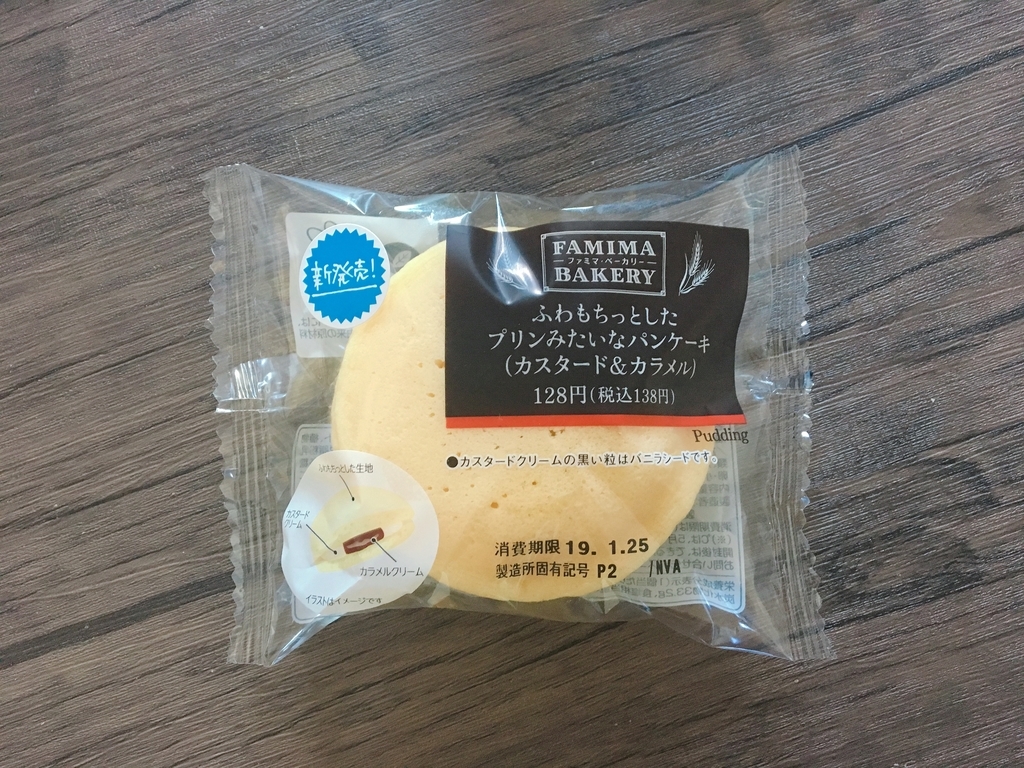 新発売!
FAMIMA
ファミマ・ベーカリー
BAKERY
ふわもちっとした
プリンみたいなパンケーキ
(カスタード&カラメル)
128円(税込138円)
Pudding
●カスタードクリームの黒い粒はバニラシードです。
ふわもちっとした生地
カスタード
クリーム
カラメルクリーム
イラストはイメージです
消費期限 19. 1.25
製造所固有記号 P2 /NVA